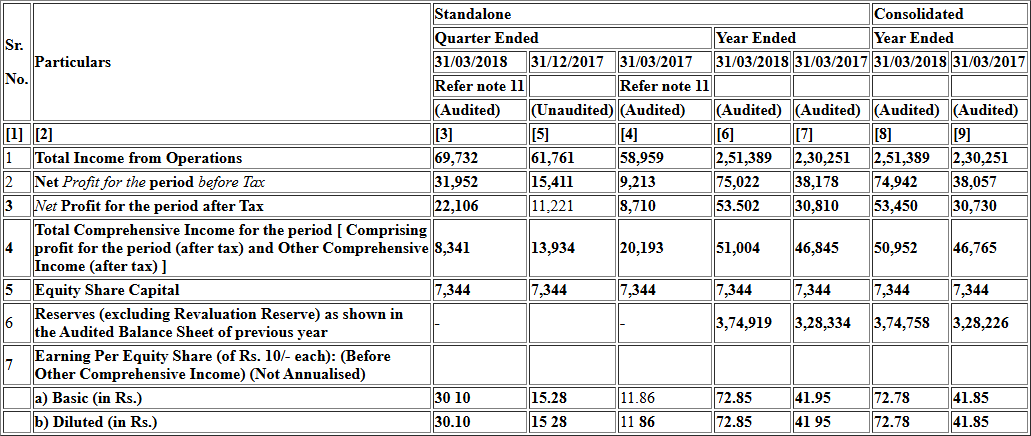 Sr. No. Particulars Standalone Consolidated
Quarter Ended Year Ended Year Ended
31/03/2018 31/12/2017 31/03/2017 31/03/2018 31/03/2017 31/03/2018 31/03/2017
Refer note 11 Refer note 11
(Audited) (Unaudited) (Audited) (Audited) (Audited) (Audited) (Audited)
[1] [2] [3] [5] [4] [6] [7] [8] [9]
1 Total Income from Operations 69,732 61,761 58,959 2,51,389 2,30,251 2,51,389 2,30,251
2 Net Profit for the period before Tax 31,952 15,411 9,213 75,022 38,178 74,942 38,057
3 Net Profit for the period after Tax 22,106 11,221 8,710 53.502 30,810 53,450 30,730
4 Total Comprehensive Income for the period [ Comprising
profit for the period (after tax) and Other Comprehensive
Income (after tax) ] 8,341 13,934 20,193 51,004 46,845 50,952 46,765
5 Equity Share Capital 7,344 7,344 7,344 7,344 7,344 7,344 7,344
6 Reserves (excluding Revaluation Reserve) as shown in
the Audited Balance Sheet of previous year - - 3,74,919 3,28,334 3,74,758 3,28,226
7 Earning Per Equity Share (of Rs. 10/- each): (Before
Other Comprehensive Income) (Not Annualised)
a) Basic (in Rs.) 30 10 15.28 11.86 72.85 41.95 72.78 41.85
b) Diluted (in Rs.) 30.10 15 28 11 86 72.85 41 95 72.78 41.85